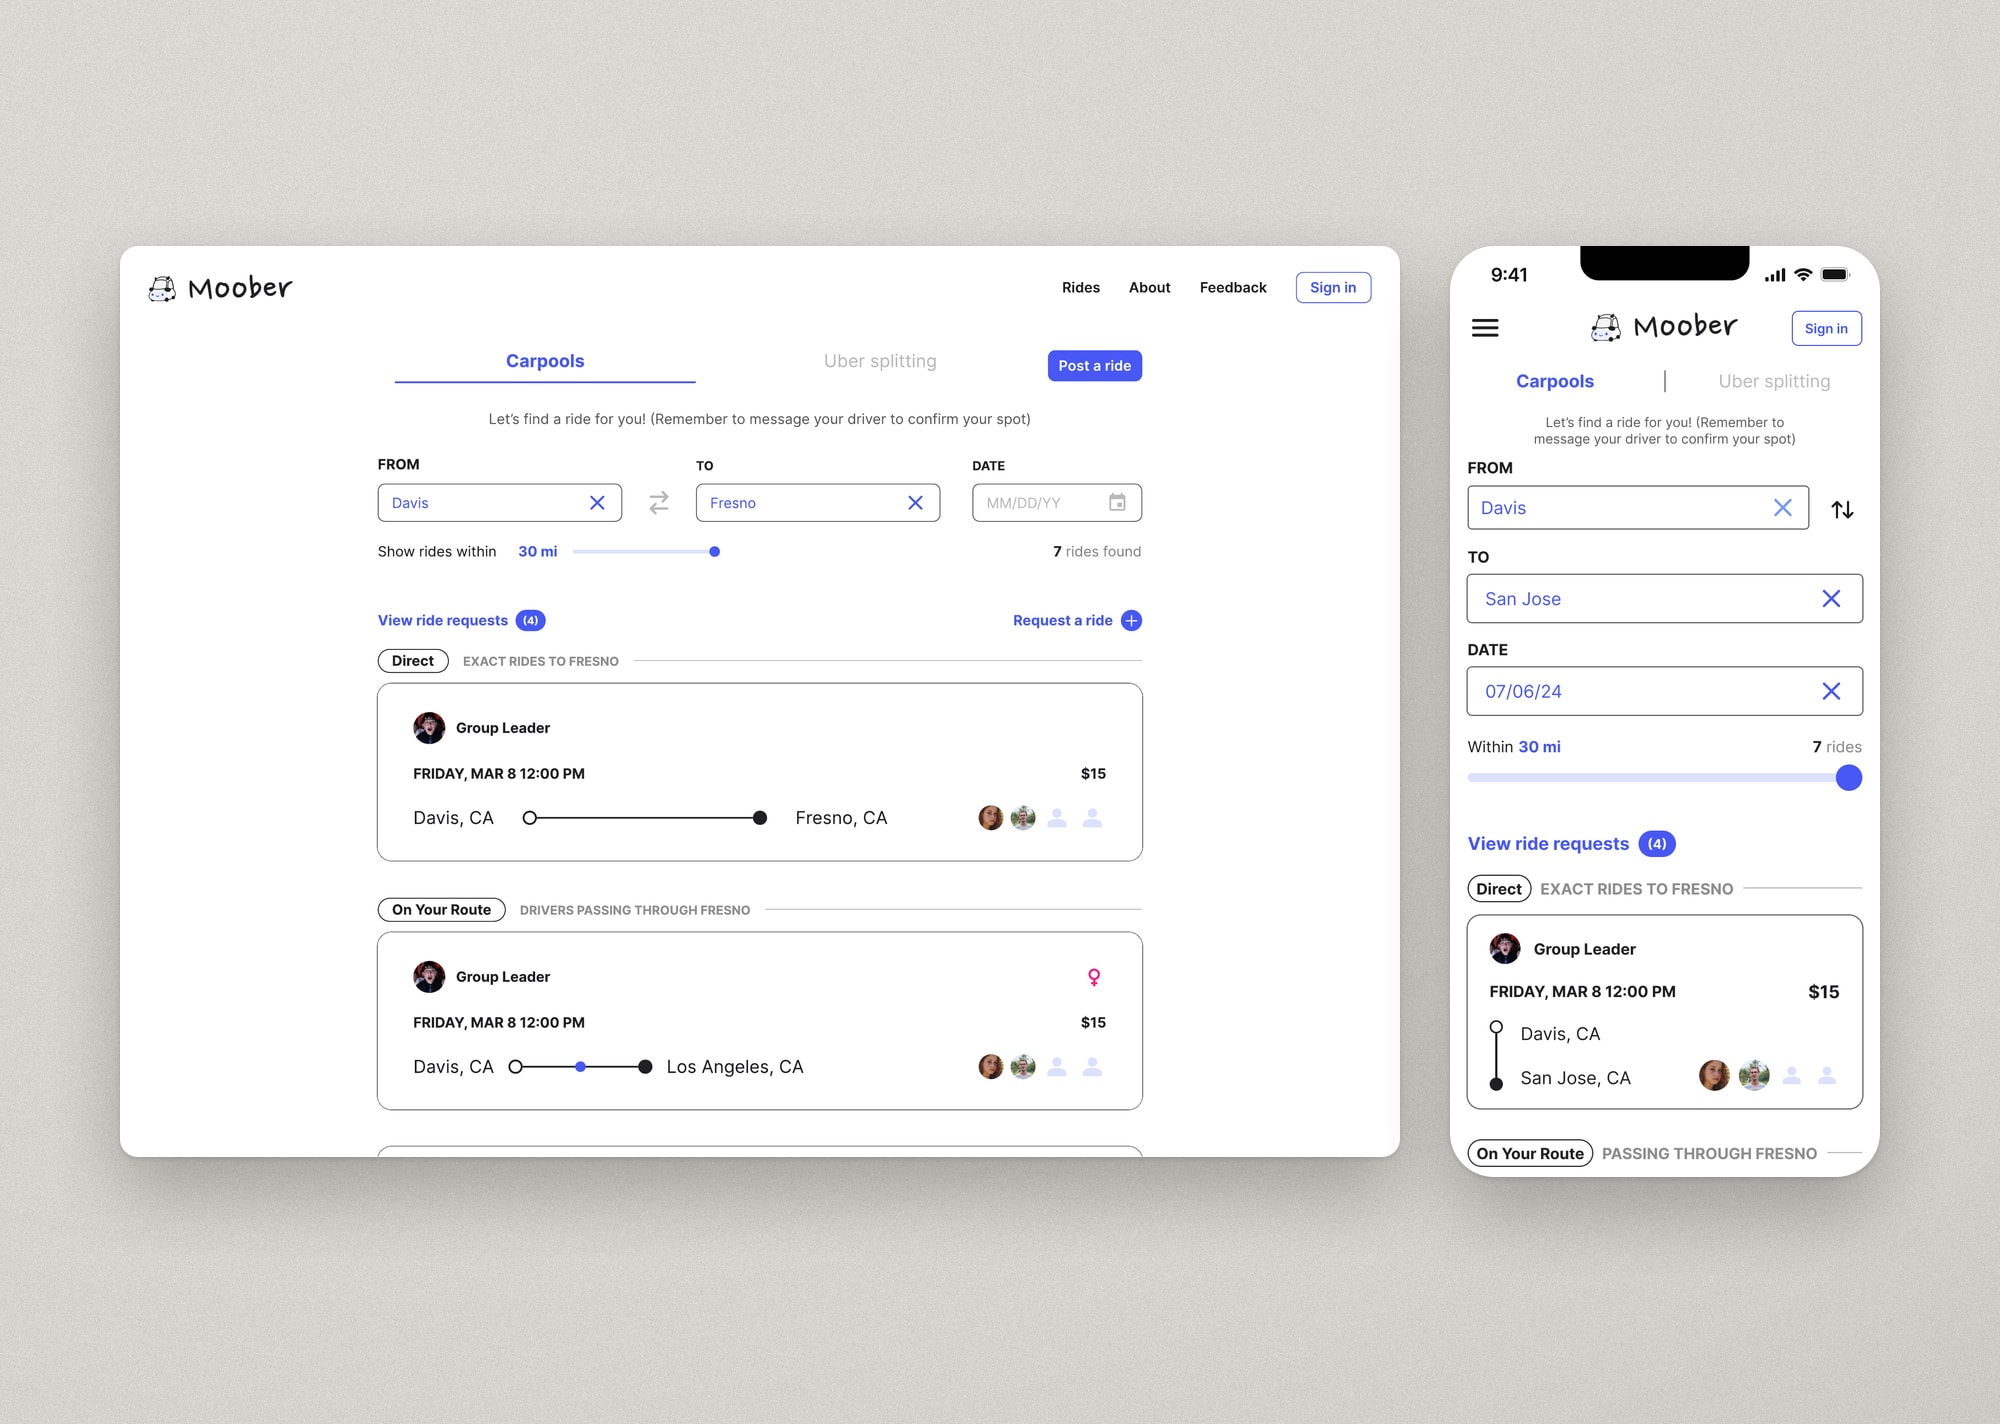 Moober
Rides About Feedback Sign in
Carpools Uber splitting Post a ride
Let’s find a ride for you! (Remember to message your driver to confirm your spot)
FROM TO DATE
Davis Fresno MM/DD/YY
Show rides within 30 mi 7 rides found
View ride requests (4) Request a ride
Direct EXACT RIDES TO FRESNO
Group Leader
FRIDAY, MAR 8 12:00 PM $15
Davis, CA Fresno, CA
On Your Route DRIVERS PASSING THROUGH FRESNO
Group Leader
FRIDAY, MAR 8 12:00 PM $15
Davis, CA Los Angeles, CA
9:41
Moober Sign in
Carpools | Uber splitting
Let’s find a ride for you! (Remember to
message your driver to confirm your spot)
FROM
Davis
TO
San Jose
DATE
07/06/24
Within 30 mi 7 rides
View ride requests (4)
Direct EXACT RIDES TO FRESNO
Group Leader
FRIDAY, MAR 8 12:00 PM $15
Davis, CA
San Jose, CA
On Your Route PASSING THROUGH FRESNO